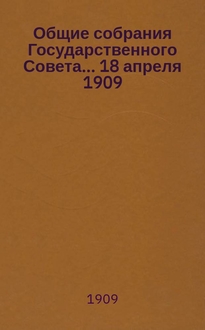 Общие собрания
Государственного
Совета... 18 апреля
1909
1909